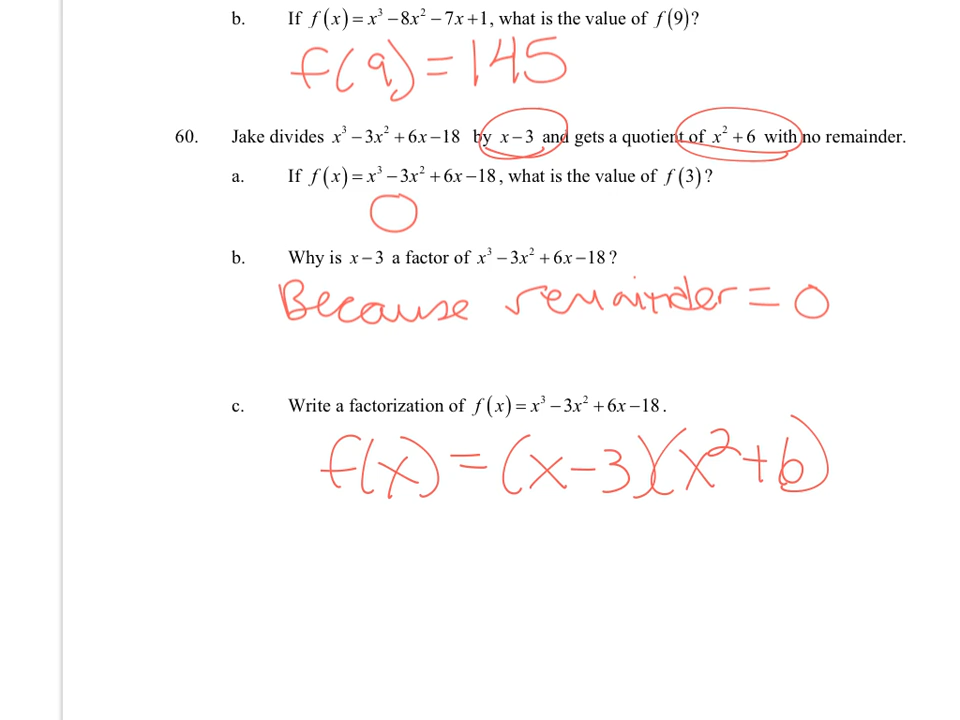 b. If f(x)=x³−8x²−7x+1, what is the value of f(9)?
f(9)=145
60. Jake divides x³−3x²+6x−18 by x−3 and gets a quotient of x²+6 with no remainder.
a. If f(x)=x³−3x²+6x−18, what is the value of f(3)?
0
b. Why is x−3 a factor of x³−3x²+6x−18?
Because remainder=0
c. Write a factorization of f(x)=x³−3x²+6x−18.
f(x)=(x−3)(x²+6)